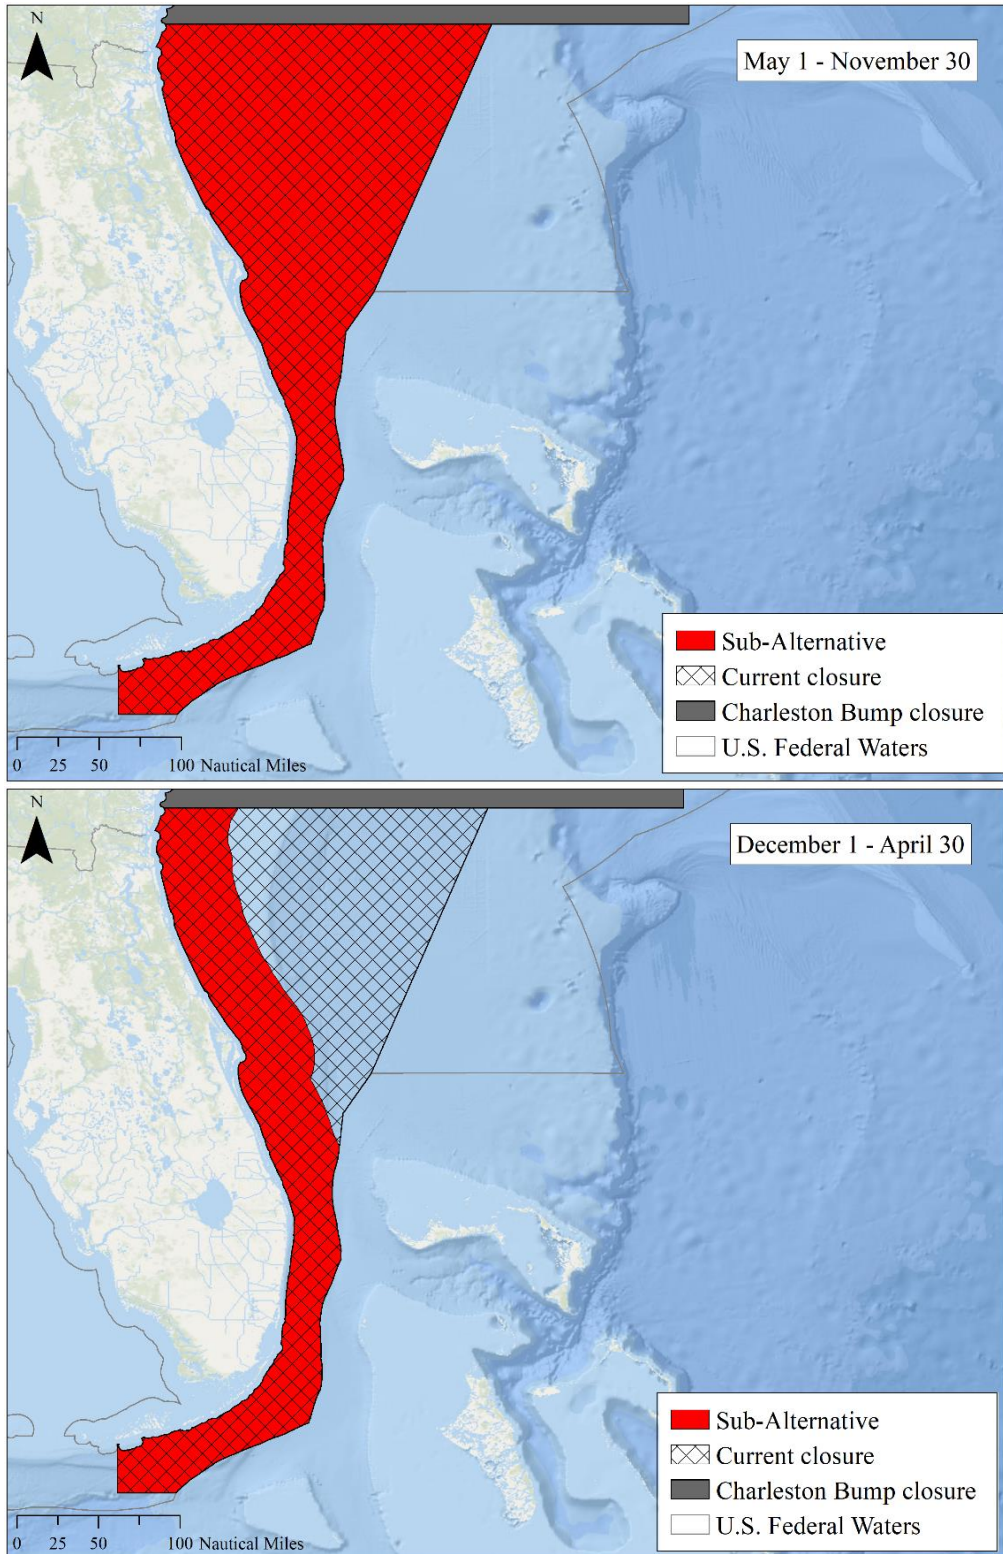 N
May 1 - November 30
Sub-Alternative
Current closure
Charleston Bump closure
U.S. Federal Waters
0 25 50 100 Nautical Miles
N
December 1 - April 30
Sub-Alternative
Current closure
Charleston Bump closure
U.S. Federal Waters
0 25 50 100 Nautical Miles